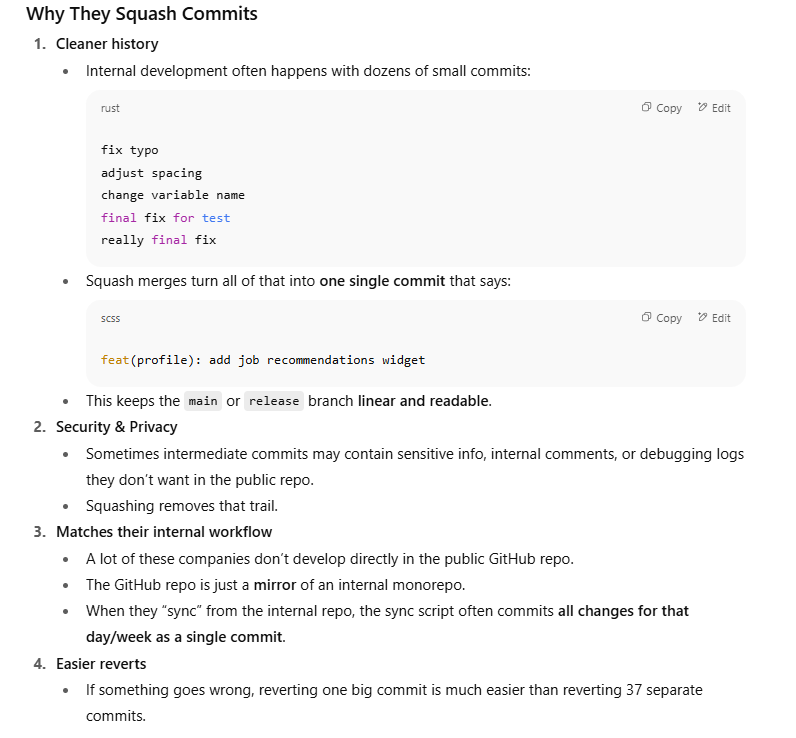 Why They Squash Commits
1. Cleaner history
• Internal development often happens with dozens of small commits:
rust Copy Edit
fix typo
adjust spacing
change variable name
final fix for test
really final fix
• Squash merges turn all of that into one single commit that says:
scss Copy Edit
feat(profile): add job recommendations widget
• This keeps the main or release branch linear and readable.
2. Security & Privacy
• Sometimes intermediate commits may contain sensitive info, internal comments, or debugging logs
they don’t want in the public repo.
• Squashing removes that trail.
3. Matches their internal workflow
• A lot of these companies don’t develop directly in the public GitHub repo.
• The GitHub repo is just a mirror of an internal monorepo.
• When they “sync” from the internal repo, the sync script often commits all changes for that
day/week as a single commit.
4. Easier reverts
• If something goes wrong, reverting one big commit is much easier than reverting 37 separate
commits.